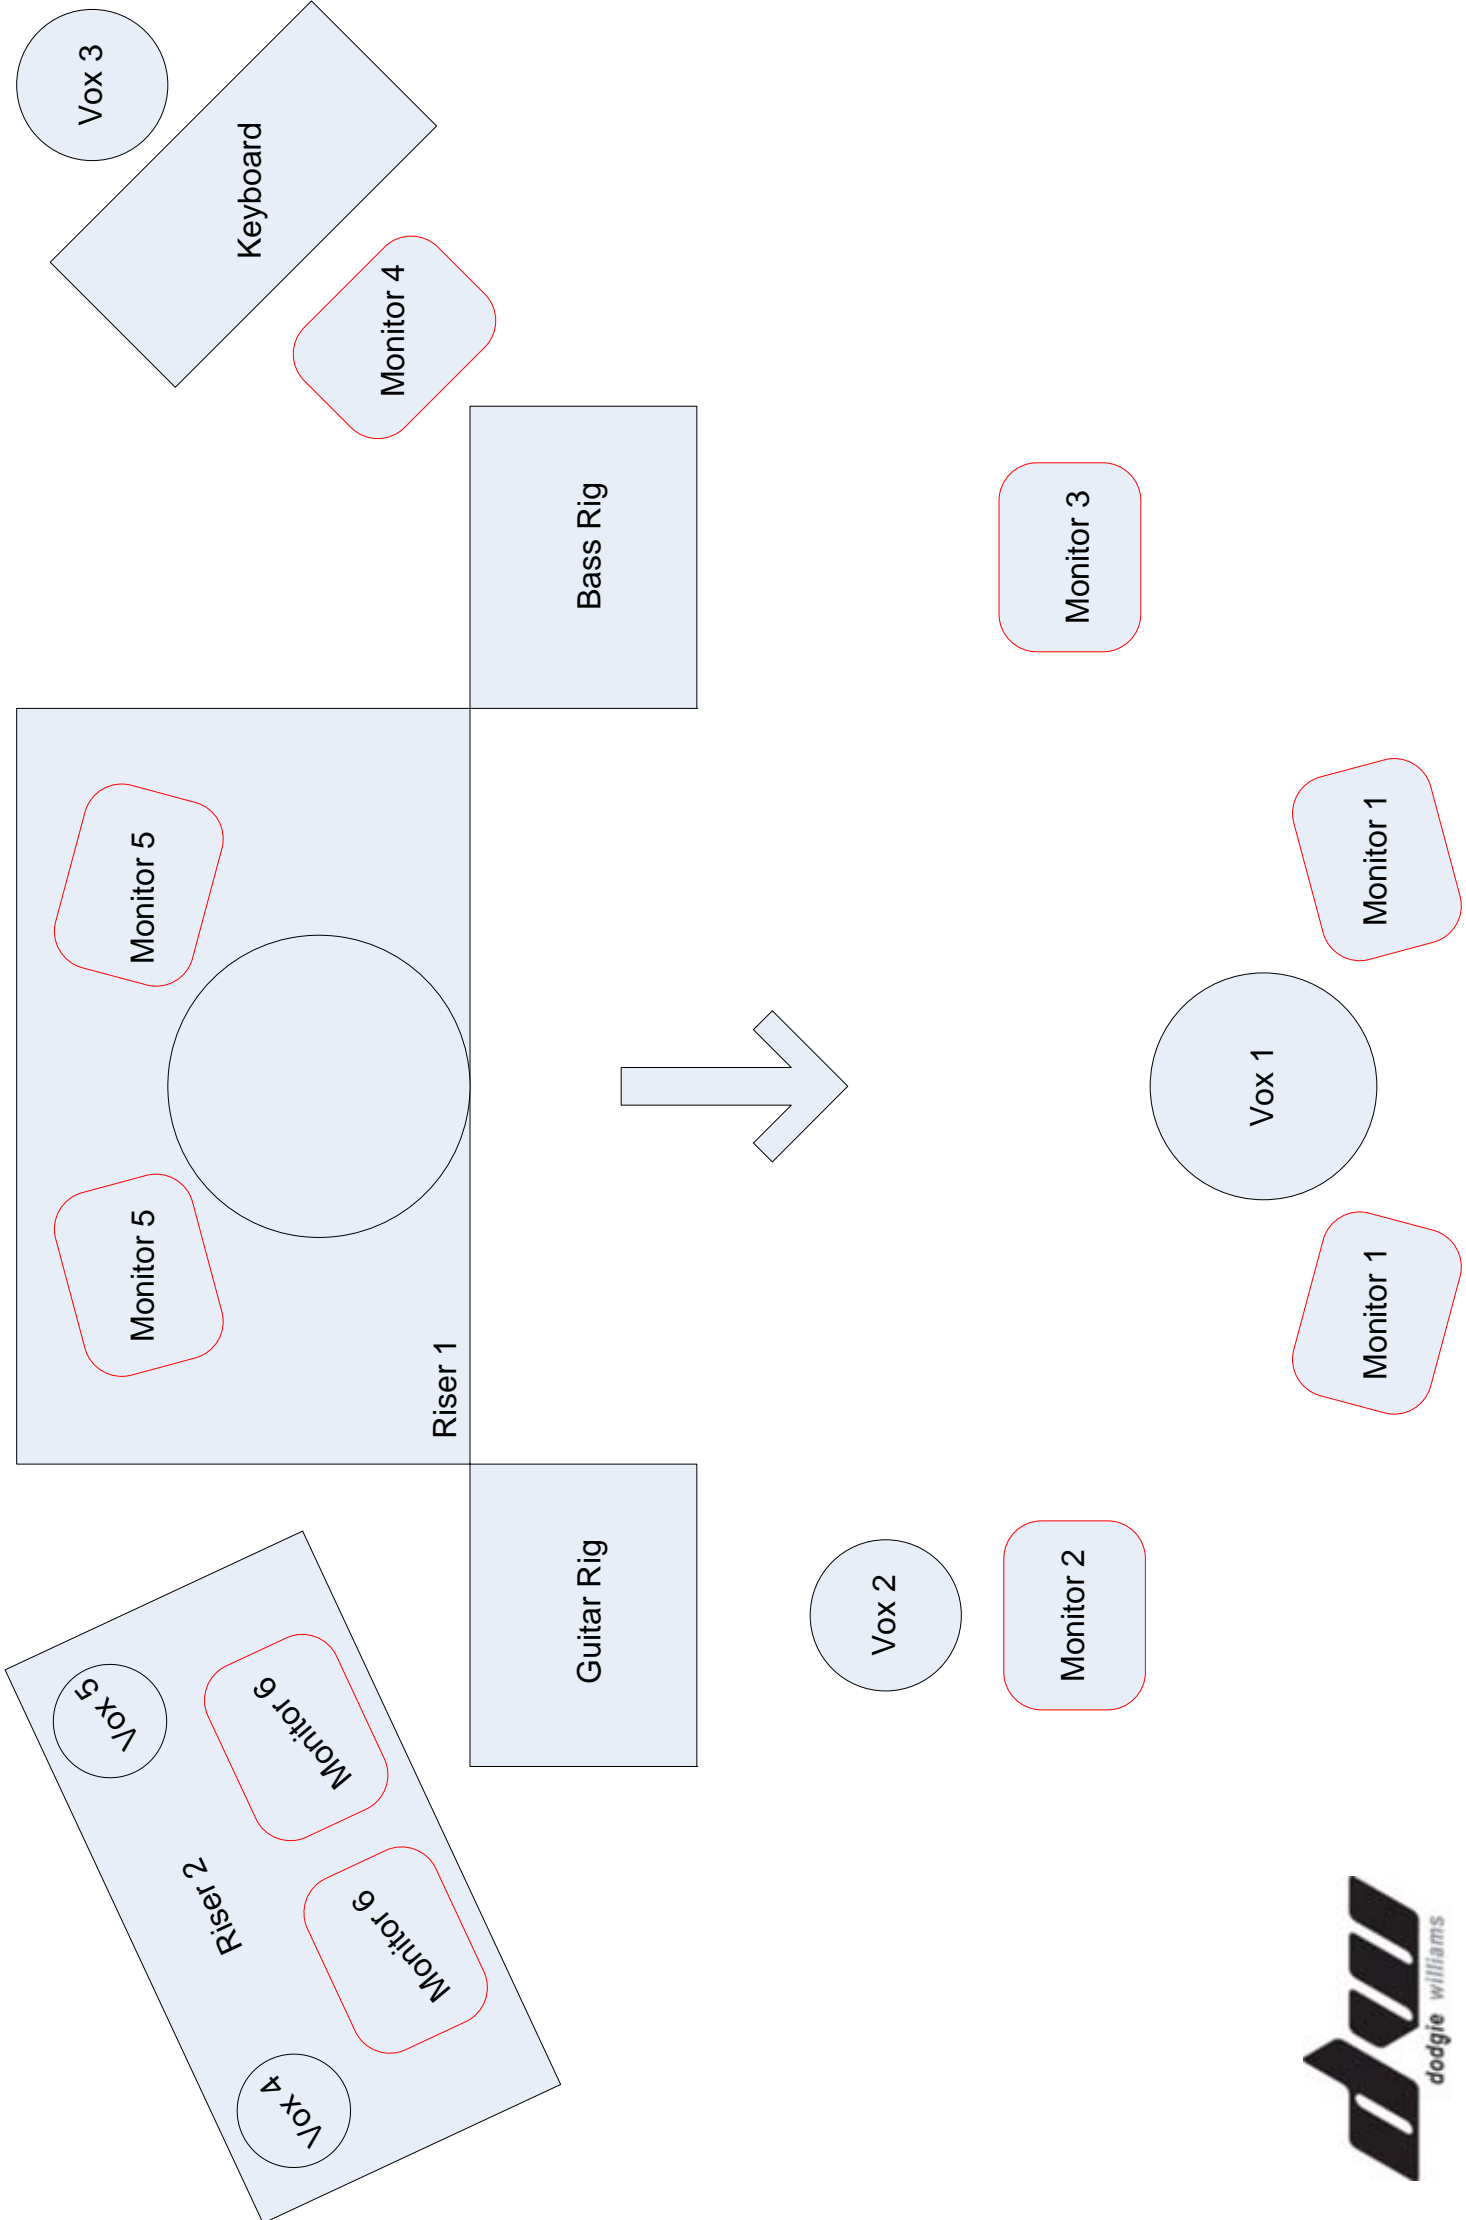 Vox 5
Vox 3
Monitor 5
Monitor 5
Riser 2
Keyboard
Vox 4
Monitor 6
Monitor 6
Monitor 4
Riser 1
Guitar Rig
Bass Rig
Vox 2
Monitor 2
Monitor 3
Vox 1
Monitor 1
Monitor 1
dw
dodgie williams